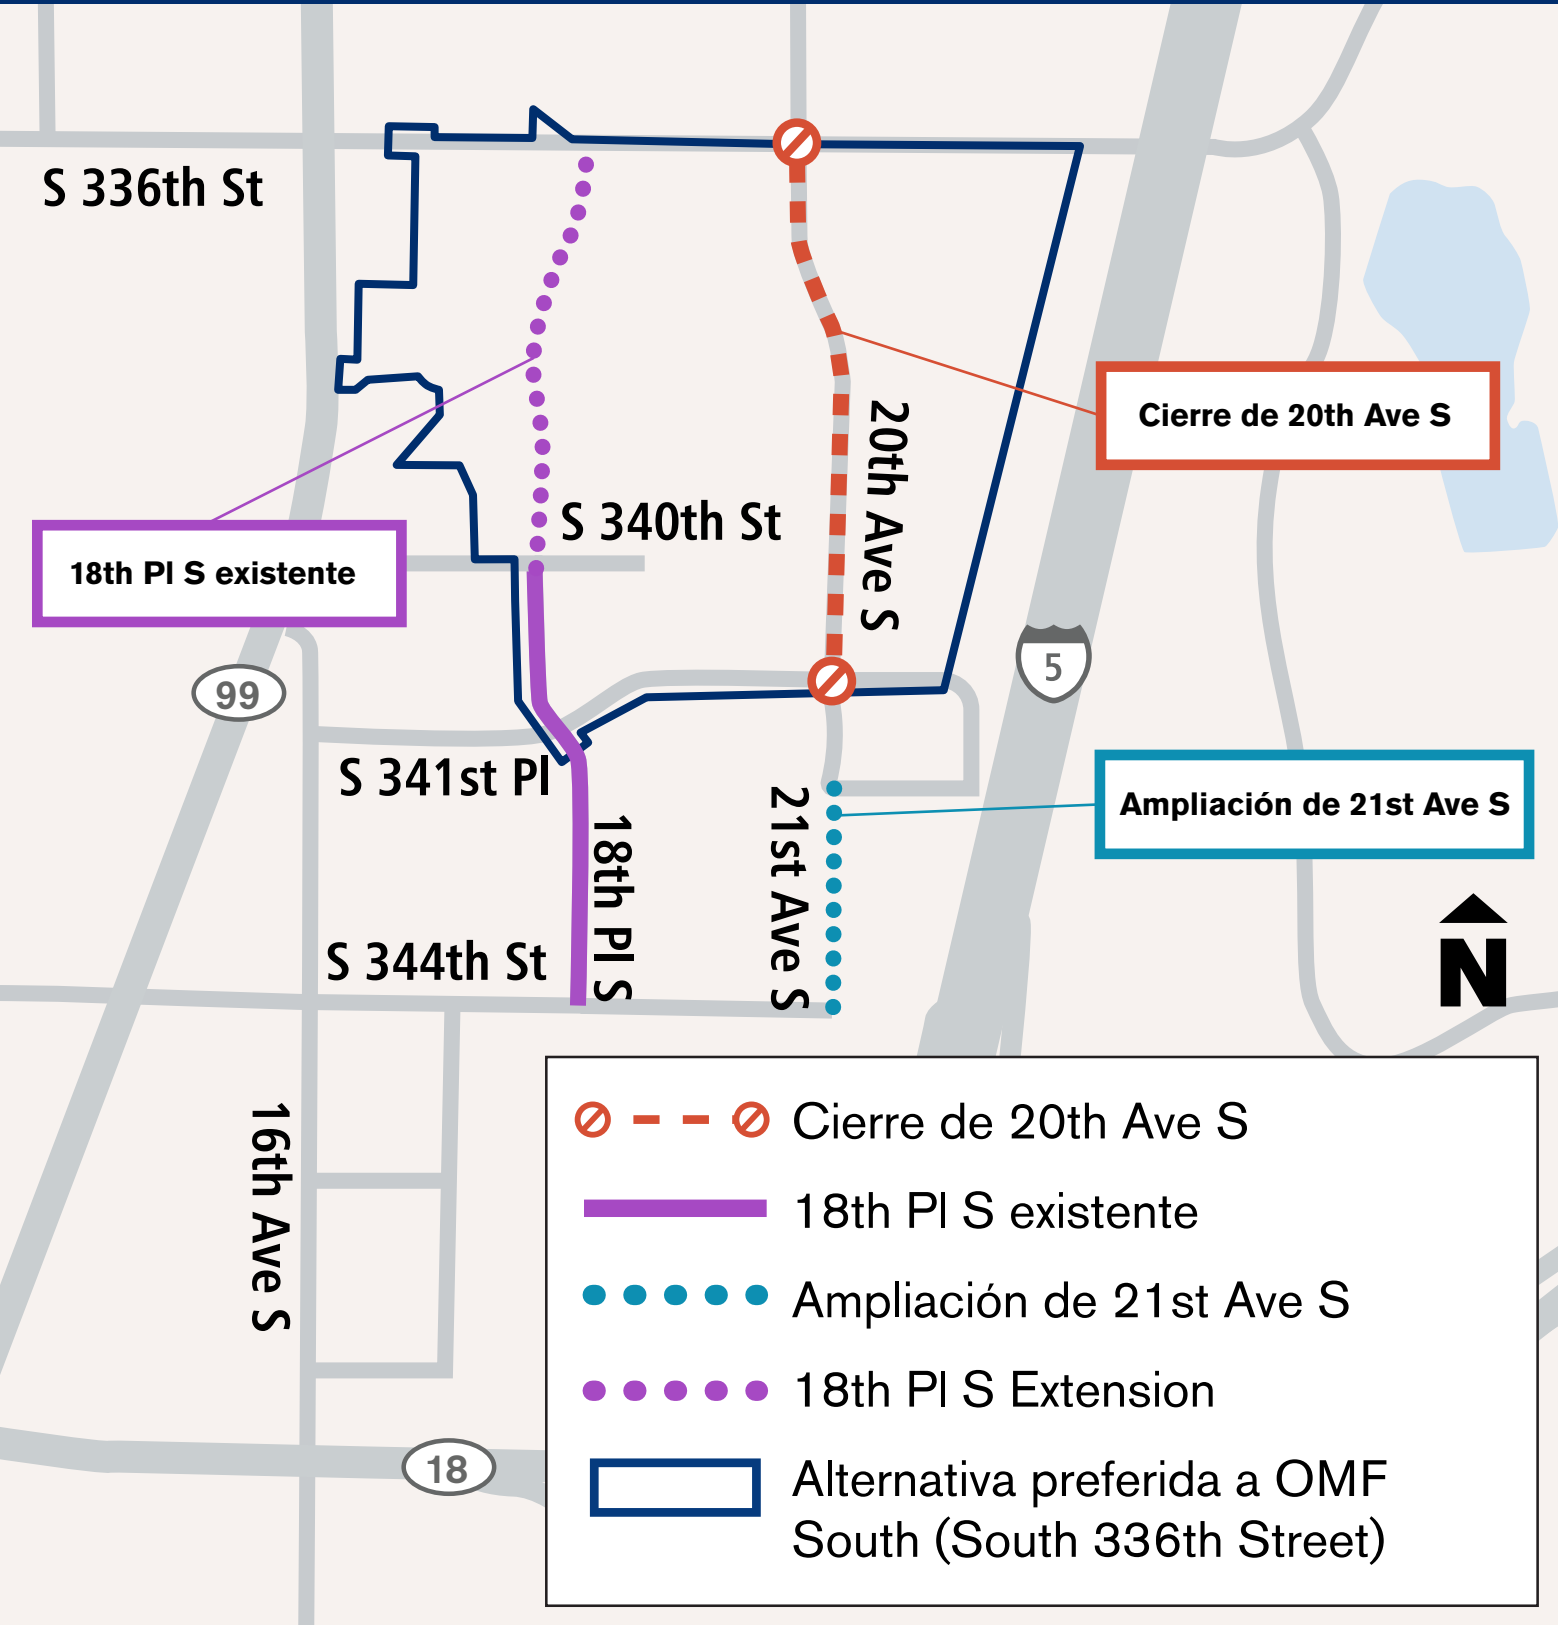 S 336th St
Cierre de 20th Ave S
20th Ave S
S 340th St
18th Pl S existente
5
99
S 341st Pl
Ampliación de 21st Ave S
21st Ave S
18th Pl S
S 344th St
N
16th Ave S
18
Cierre de 20th Ave S
18th Pl S existente
Ampliación de 21st Ave S
18th Pl S Extension
Alternativa preferida a OMF
South (South 336th Street)